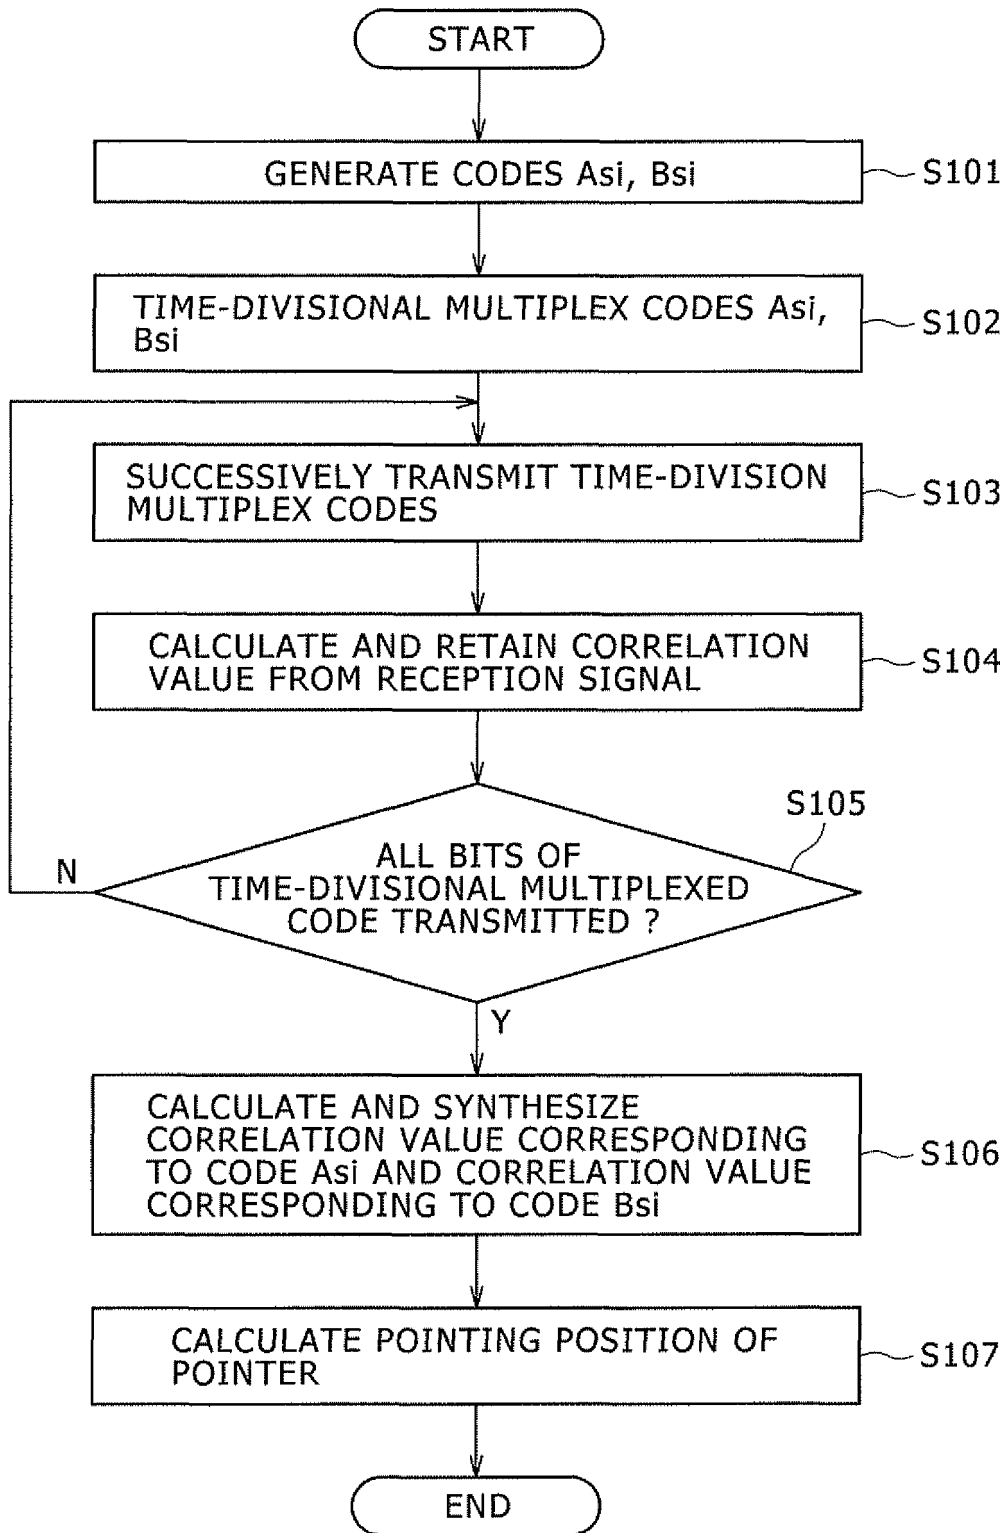 START
GENERATE CODES Asi, Bsi
S101
TIME-DIVISIONAL MULTIPLEX CODES Asi,
Bsi
S102
SUCCESSIVELY TRANSMIT TIME-DIVISION
MULTIPLEX CODES
S103
CALCULATE AND RETAIN CORRELATION
VALUE FROM RECEPTION SIGNAL
S104
S105
ALL BITS OF
TIME-DIVISIONAL MULTIPLEXED
CODE TRANSMITTED ?
N
Y
CALCULATE AND SYNTHESIZE
CORRELATION VALUE CORRESPONDING
TO CODE Asi AND CORRELATION VALUE
CORRESPONDING TO CODE Bsi
S106
CALCULATE POINTING POSITION OF
POINTER
S107
END